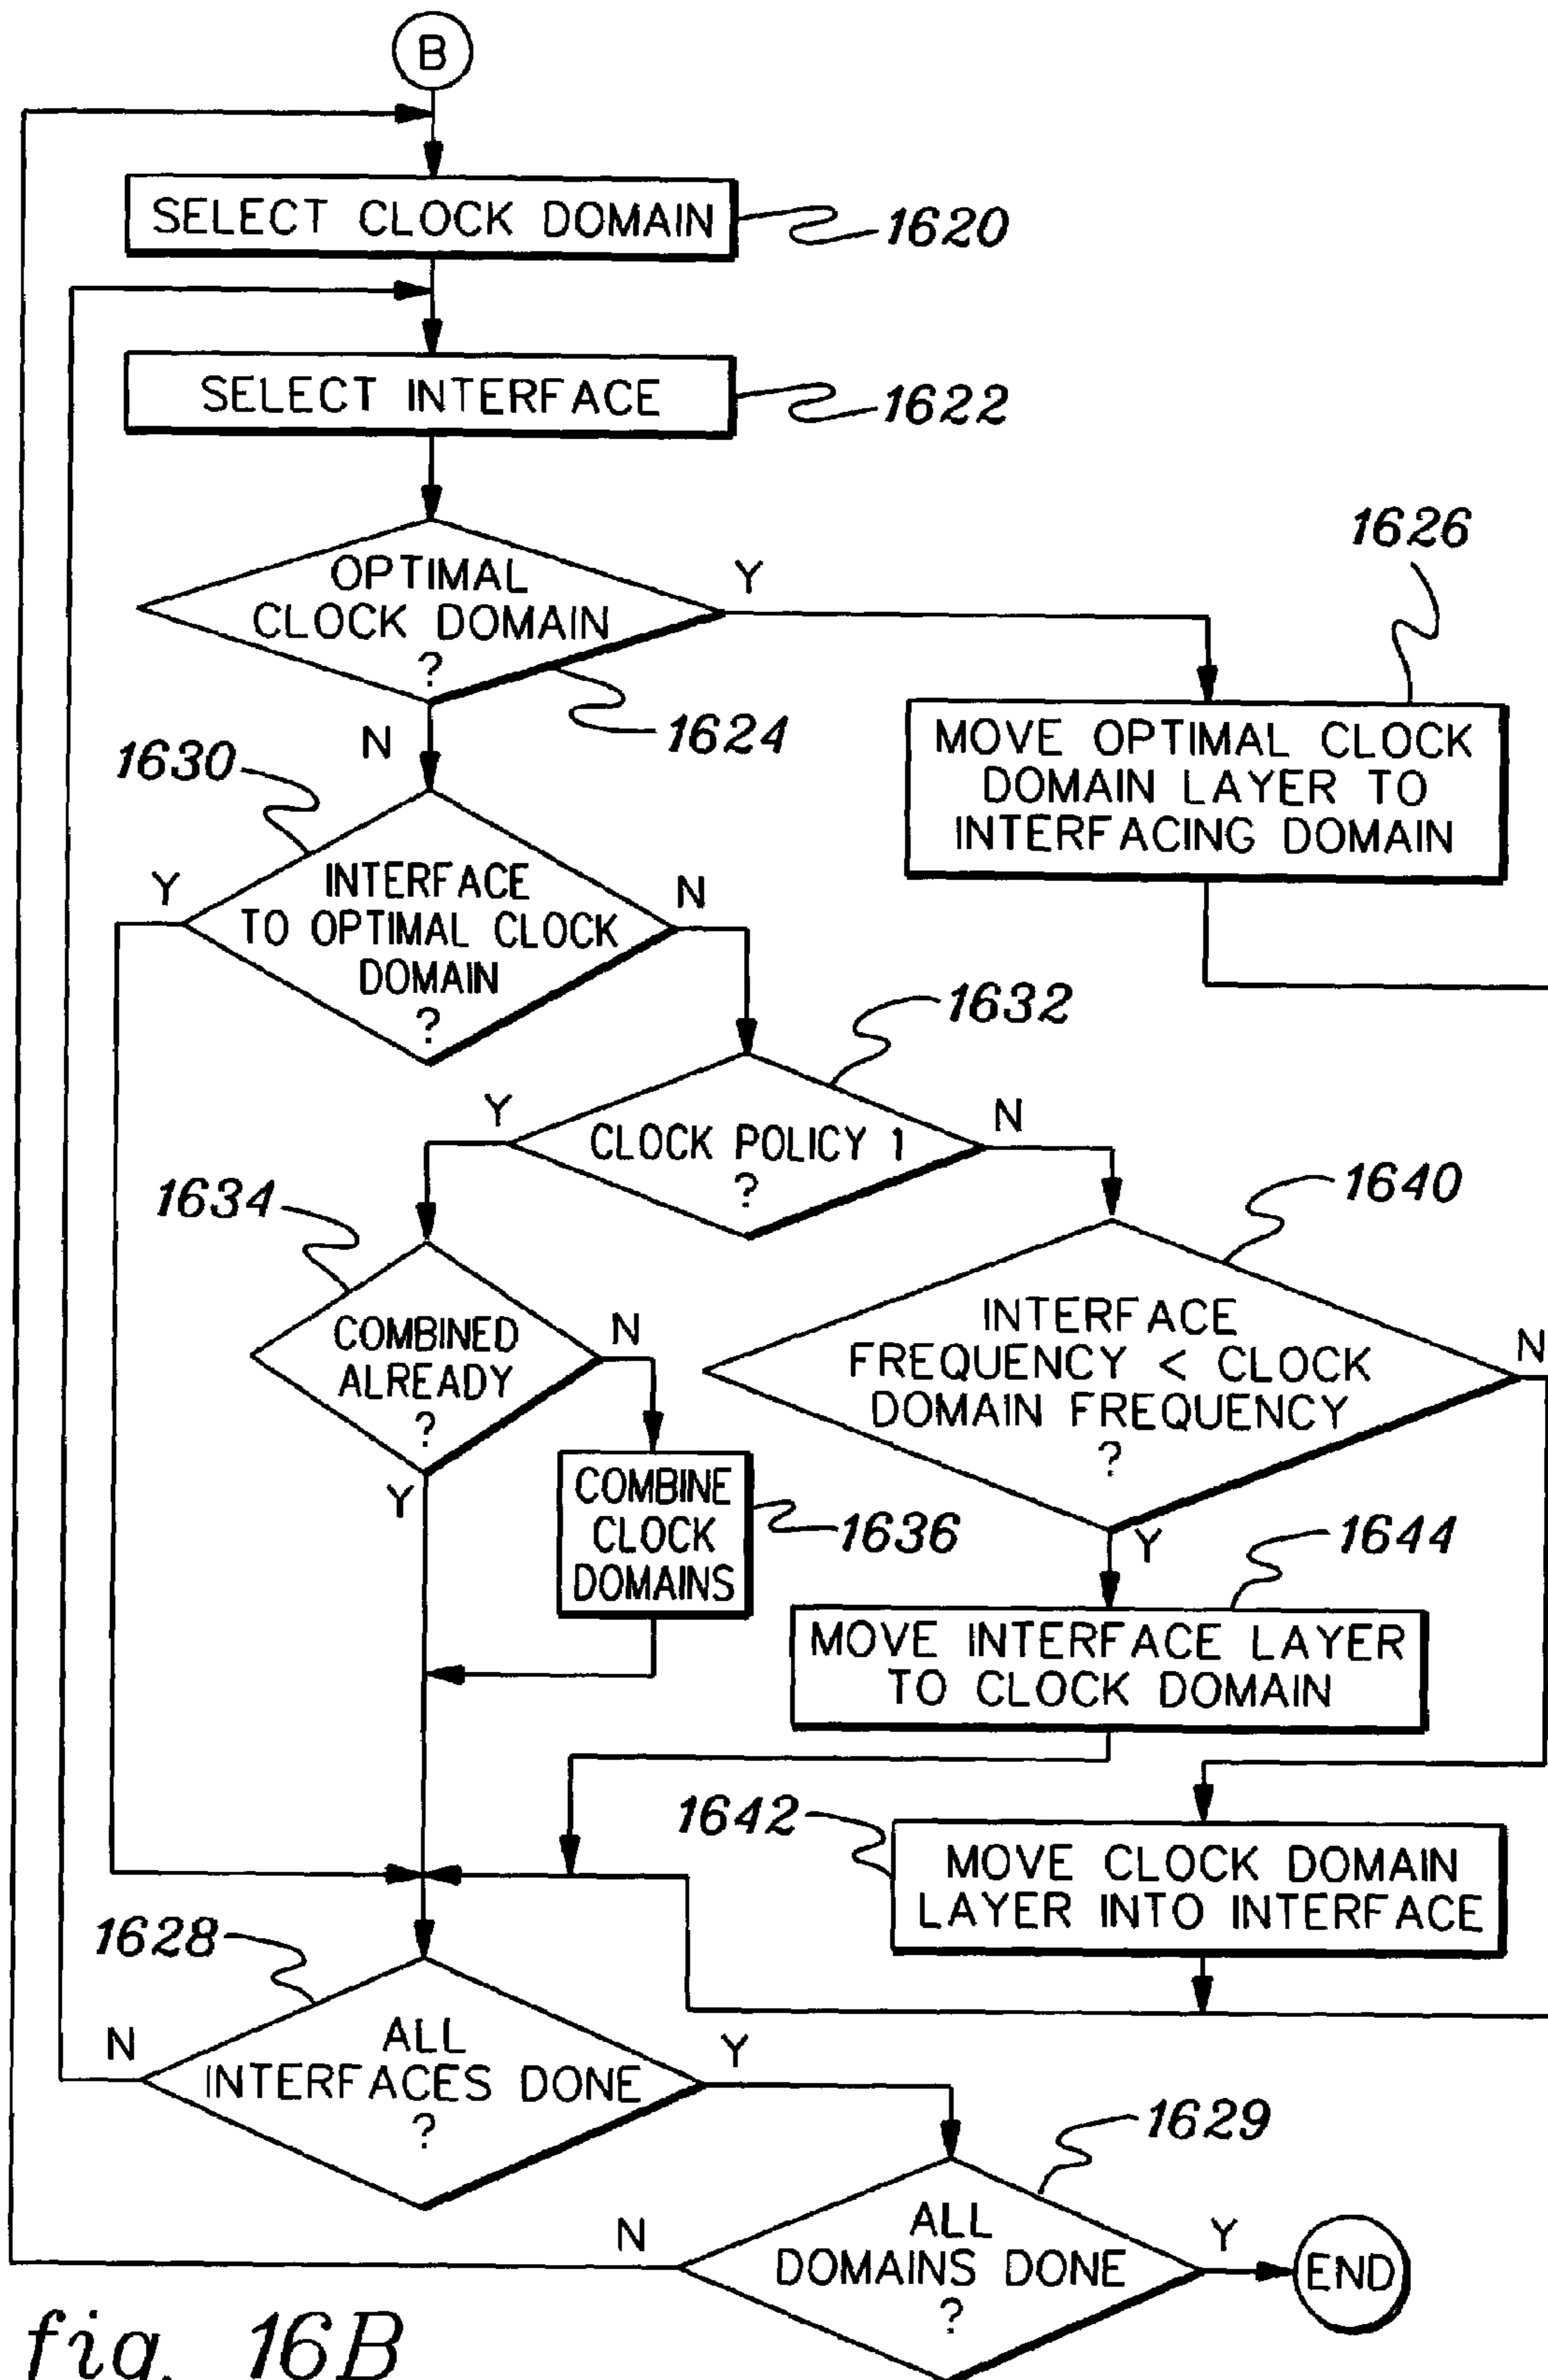 B
SELECT CLOCK DOMAIN
1620
SELECT INTERFACE
1622
OPTIMAL
CLOCK DOMAIN
?
Y
N
1624
1626
MOVE OPTIMAL CLOCK
DOMAIN LAYER TO
INTERFACING DOMAIN
1630
INTERFACE
TO OPTIMAL CLOCK
DOMAIN
?
Y
N
1632
CLOCK POLICY 1
?
Y
N
1634
COMBINED
ALREADY
?
N
Y
COMBINE
CLOCK
DOMAINS
1636
1640
INTERFACE
FREQUENCY < CLOCK
DOMAIN FREQUENCY
?
N
Y
1644
MOVE INTERFACE LAYER
TO CLOCK DOMAIN
1642
MOVE CLOCK DOMAIN
LAYER INTO INTERFACE
1628
ALL
INTERFACES DONE
?
N
Y
1629
ALL
DOMAINS DONE
?
N
Y
END
fig. 16B